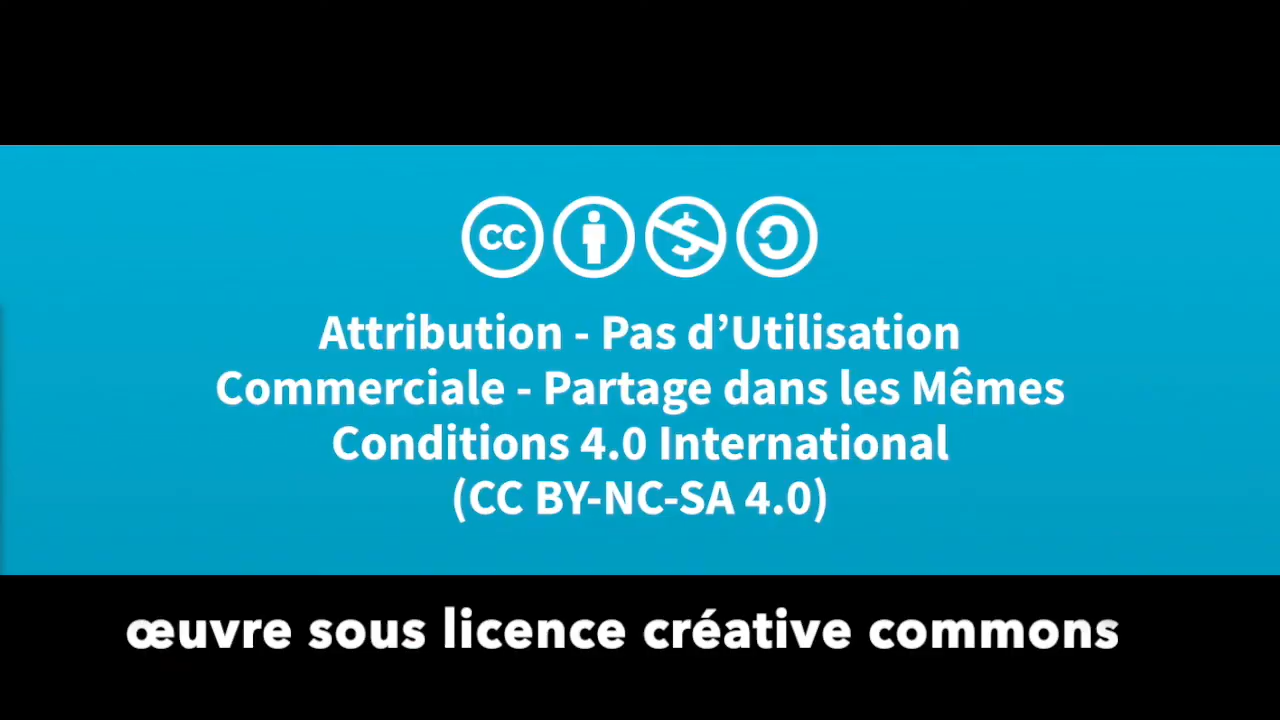 cc
Attribution - Pas d’Utilisation
Commerciale - Partage dans les Mêmes
Conditions 4.0 International
(CC BY-NC-SA 4.0)
œuvre sous licence créative commons